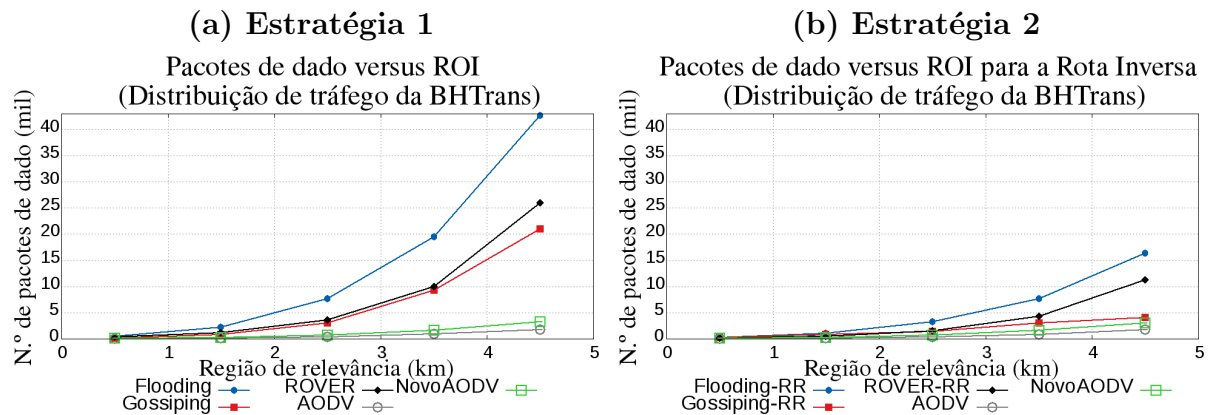 (a) Estratégia 1
Pacotes de dado versus ROI
(Distribuição de tráfego da BHTrans)
N.º de pacotes de dado (mil)
40
35
30
25
20
15
10
5
0
0 1 2 3 4 5
Região de relevância (km)
Flooding
Gossiping
ROVER
AODV
NovoAODV
(b) Estratégia 2
Pacotes de dado versus ROI para a Rota Inversa
(Distribuição de tráfego da BHTrans)
N.º de pacotes de dado (mil)
40
35
30
25
20
15
10
5
0
0 1 2 3 4 5
Região de relevância (km)
Flooding-RR
Gossiping-RR
ROVER-RR
AODV
NovoAODV